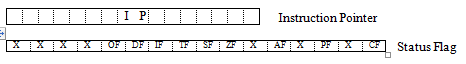 I P Instruction Pointer
X X X X OF DF IF TF SF ZF X AF X PF X CF Status Flag